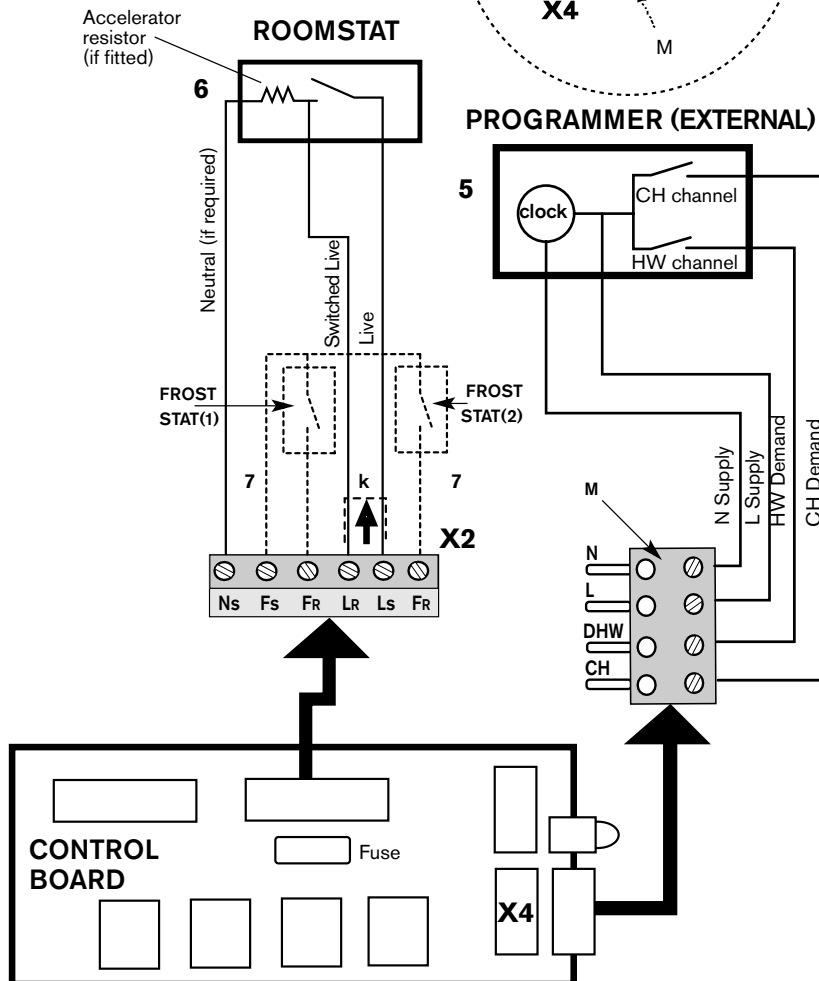 Accelerator
resistor
(if fitted)
ROOMSTAT
X4
M
6
PROGRAMMER (EXTERNAL)
5
clock
CH channel
HW channel
Neutral (if required)
Switched Live
Live
FROST
STAT(1)
FROST
STAT(2)
7
k
7
X2
NS FS FR LR LS FR
N Supply
L Supply
HW Demand
CH Demand
M
N
L
DHW
CH
CONTROL
BOARD
Fuse
X4